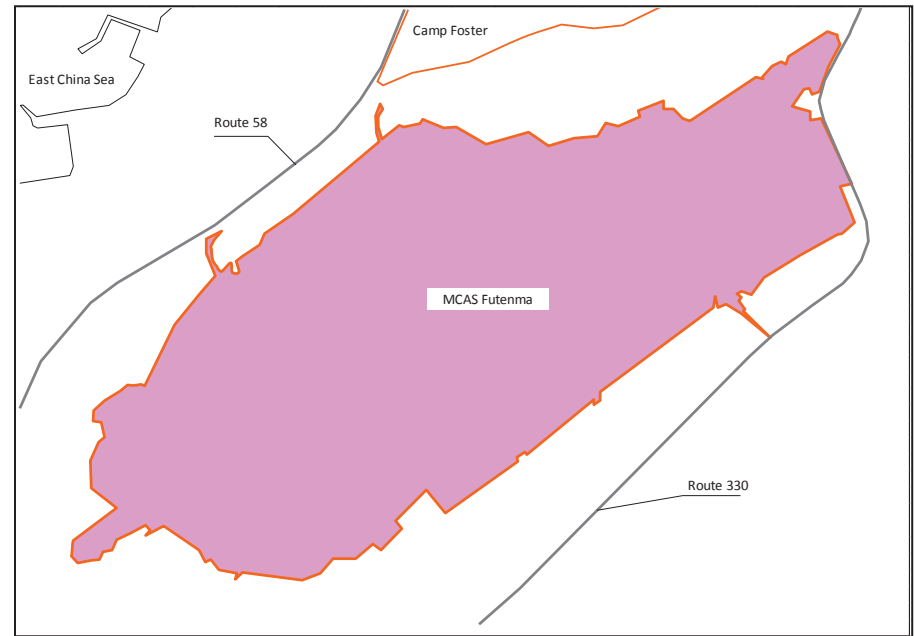 Camp Foster
East China Sea
Route 58
MCAS Futenma
Route 330